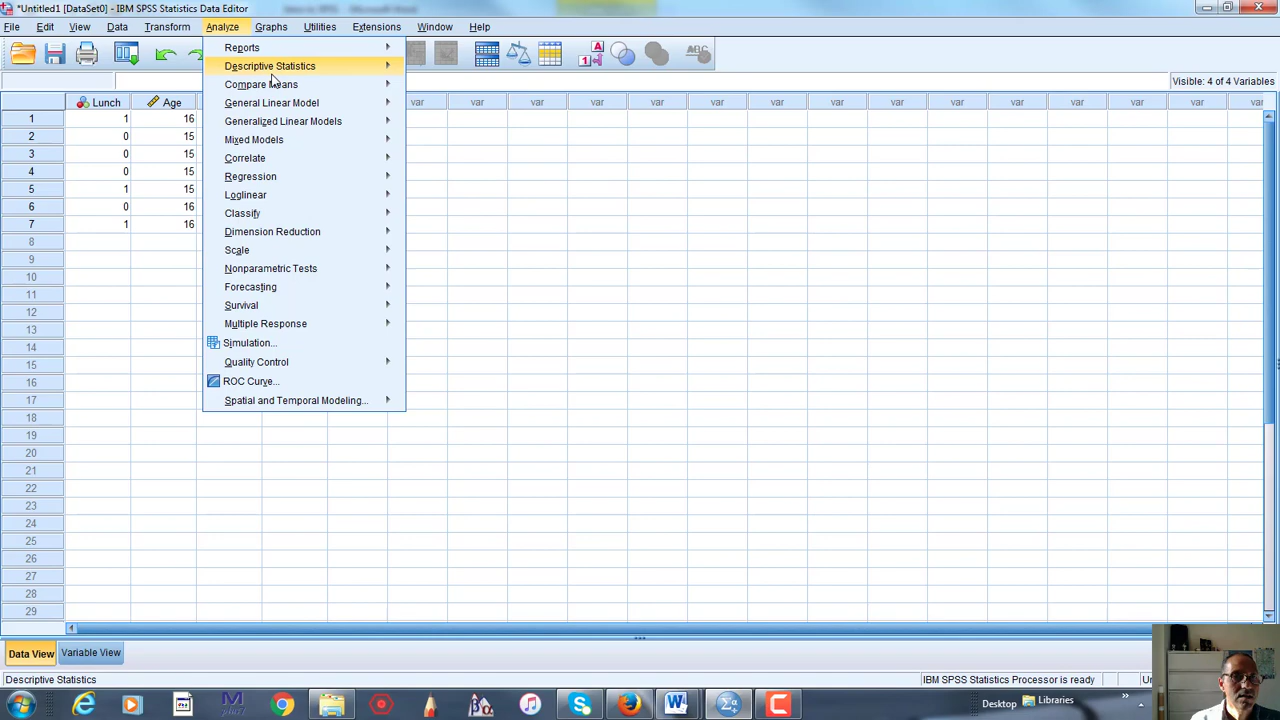 *Untitled1 [DataSet0] - IBM SPSS Statistics Data Editor
File Edit View Data Transform Analyze Graphs Utilities Extensions Window Help
Visible: 4 of 4 Variables
Lunch Age var var var var var var var var var var var var var var
1 1 16
2 0 15
3 0 15
4 0 15
5 1 15
6 0 16
7 1 16
8
9
10
11
12
13
14
15
16
17
18
19
20
21
22
23
24
25
26
27
28
29
Reports
Descriptive Statistics
Compare Means
General Linear Model
Generalized Linear Models
Mixed Models
Correlate
Regression
Loglinear
Classify
Dimension Reduction
Scale
Nonparametric Tests
Forecasting
Survival
Multiple Response
Simulation...
Quality Control
ROC Curve...
Spatial and Temporal Modeling...
Data View Variable View
Descriptive Statistics IBM SPSS Statistics Processor is ready
Desktop Libraries